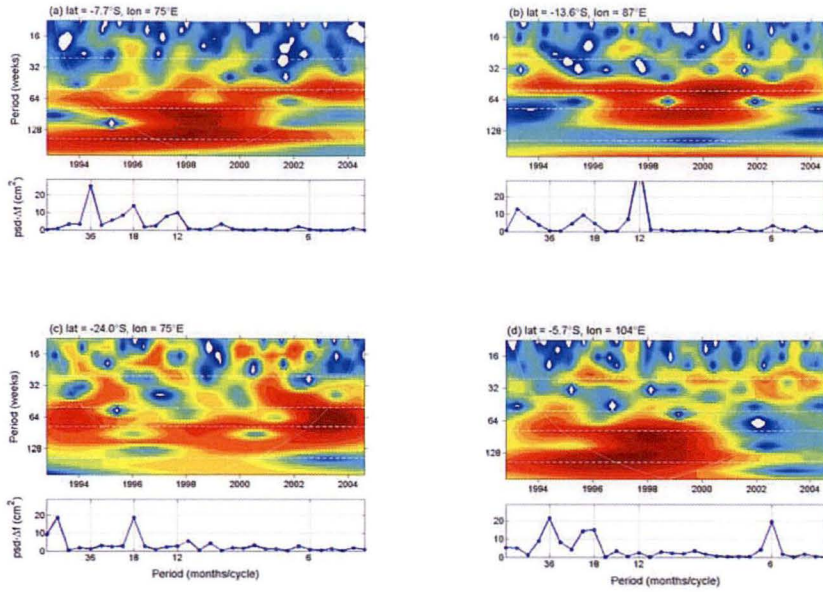 (a) lat = -7.7°S, lon = 75°E
16
32
64
128
Period (weeks)
1994 1996 1998 2000 2002 2004
20
10
0
psd·Δf (cm²)
36 18 12 6
(b) lat = -13.6°S, lon = 87°E
16
32
64
128
1994 1996 1998 2000 2002 2004
20
10
0
36 18 12 6
(c) lat = -24.0°S, lon = 75°E
16
32
64
128
Period (weeks)
1994 1996 1998 2000 2002 2004
20
10
0
psd·Δf (cm²)
36 18 12 6
Period (months/cycle)
(d) lat = -5.7°S, lon = 104°E
16
32
64
128
1994 1996 1998 2000 2002 2004
20
10
0
36 18 12 6
Period (months/cycle)